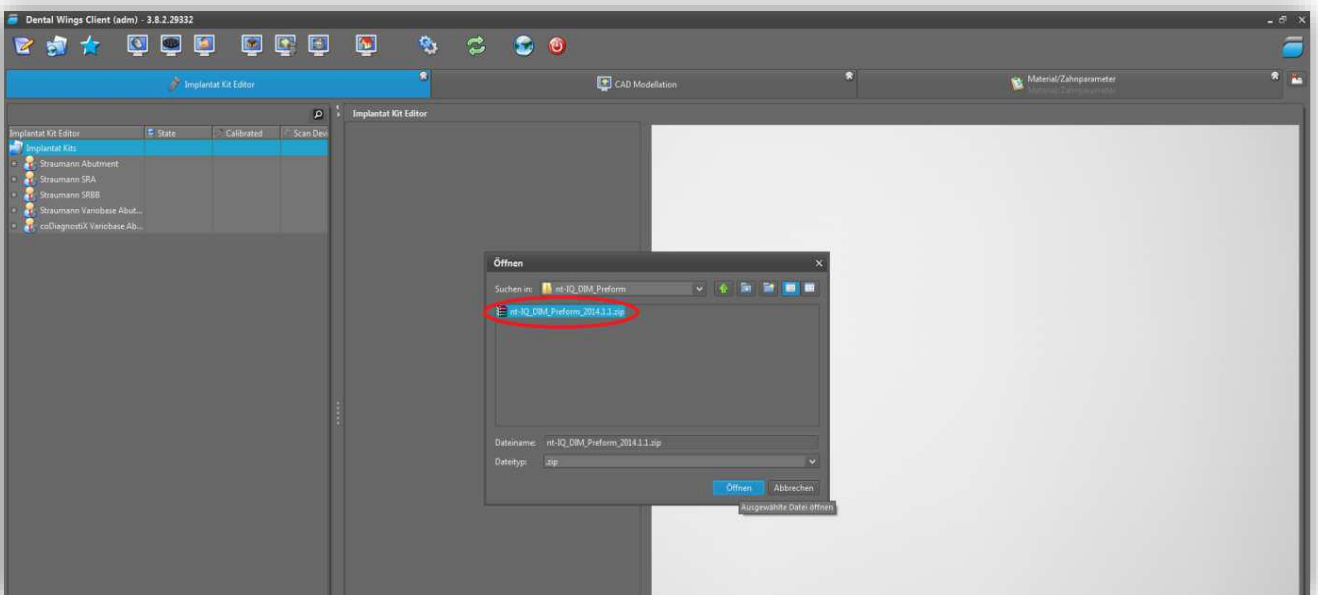 Dental Wings Client (adm) - 3.8.2.29332
Implantat Kit Editor
CAD Modellation
Material/Zahnparameter
Material/Zahnparameter
Implantat Kit Editor
Implantat Kit Editor State Calibrated Scan Devi
Implantat Kits
Straumann Abutment
Straumann SRA
Straumann SRBB
Straumann Variobase Abut...
coDiagnostiX Variobase Ab...
Öffnen
Suchen in: nt-IQ_DIM_Preform
nt-IQ_DIM_Preform_2014.1.1.zip
Dateiname: nt-IQ_DIM_Preform_2014.1.1.zip
Dateityp: .zip
Öffnen Abbrechen
Ausgewählte Datei öffnen